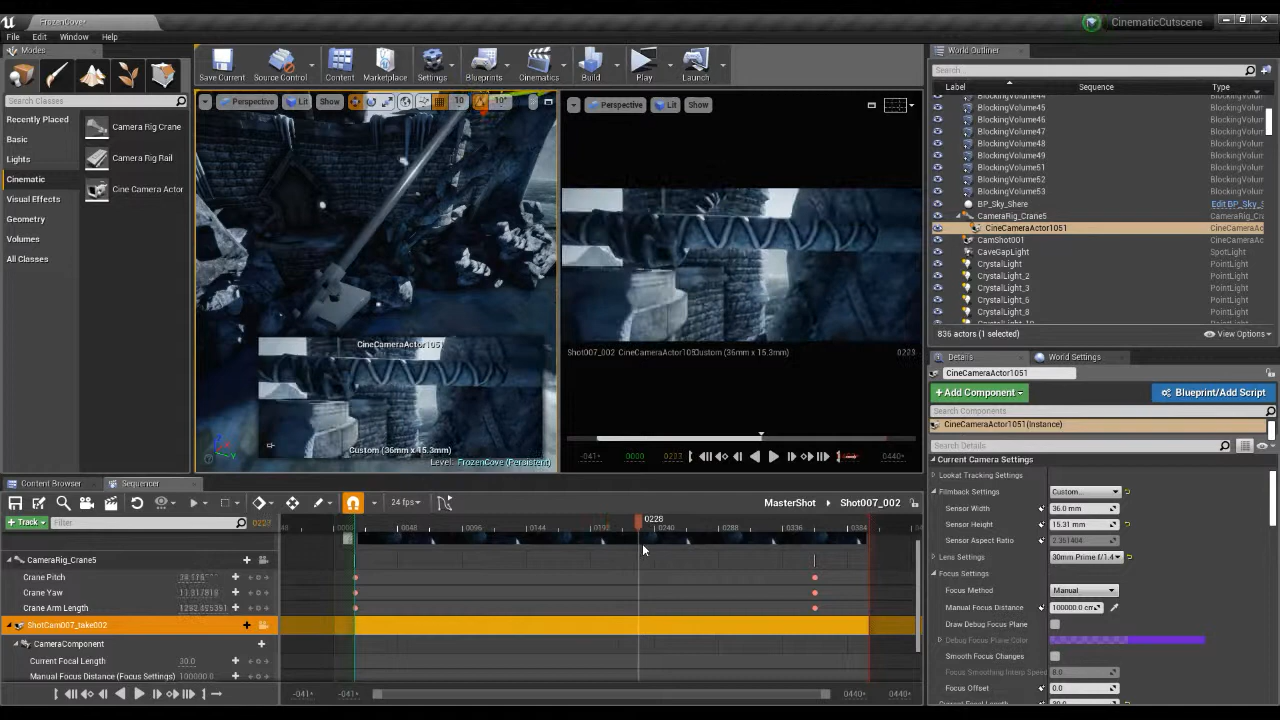 FrozenCove*
CinematicCutscene
File Edit Window Help
Modes
Save Current Source Control Content Marketplace Settings Blueprints Cinematics Build Play Launch
Search Classes
Recently Placed
Basic
Lights
Cinematic
Visual Effects
Geometry
Volumes
All Classes
Camera Rig Crane
Camera Rig Rail
Cine Camera Actor
Perspective Lit Show 10 10°
CineCameraActor1051
Custom (36mm x 15.3mm)
Level: FrozenCove (Persistent)
Perspective Lit Show
Shot007_002
-041* 0000
0440*
World Outliner
Search
Label Sequence Type
BlockingVolume44
BlockingVolume45 BlockingVolum
BlockingVolume46 BlockingVolum
BlockingVolume47 BlockingVolum
BlockingVolume48 BlockingVolum
BlockingVolume49 BlockingVolum
BlockingVolume51 BlockingVolum
BlockingVolume52 BlockingVolum
BlockingVolume53 BlockingVolum
BP_Sky_Shere Edit BP_Sky_S
CameraRig_Crane5 CameraRig_Cra
CineCameraActor1051 CineCameraAc
CamShot001 CineCameraAc
CaveGapLight SpotLight
CrystalLight PointLight
CrystalLight_2 PointLight
CrystalLight_3 PointLight
CrystalLight_6 PointLight
CrystalLight_8 PointLight
836 actors (1 selected) View Options
Details World Settings
CineCameraActor1051
Add Component Blueprint/Add Script
Search Components
CineCameraActor1051(Instance)
Search Details
Current Camera Settings
Lookat Tracking Settings
Filmback Settings Custom...
Sensor Width 36.0 mm
Sensor Height 15.31 mm
Sensor Aspect Ratio 2.351404
Lens Settings 30mm Prime f/1.4
Focus Settings
Focus Method Manual
Manual Focus Distance 100000.0 cm
Draw Debug Focus Plane
Debug Focus Plane Color
Smooth Focus Changes
Focus Smoothing Interp Speed 8.0
Focus Offset 0.0
Content Browser Sequencer
24 fps MasterShot Shot007_002
Track Filter
0228
0048 0096 0144 0192 0240 0288 0336 0384
CameraRig_Crane5
Crane Pitch
Crane Yaw
Crane Arm Length
ShotCam007_take002
CameraComponent
Current Focal Length 30.0
Manual Focus Distance (Focus Settings) 100000.0
-041* -041* 0440* 0440*